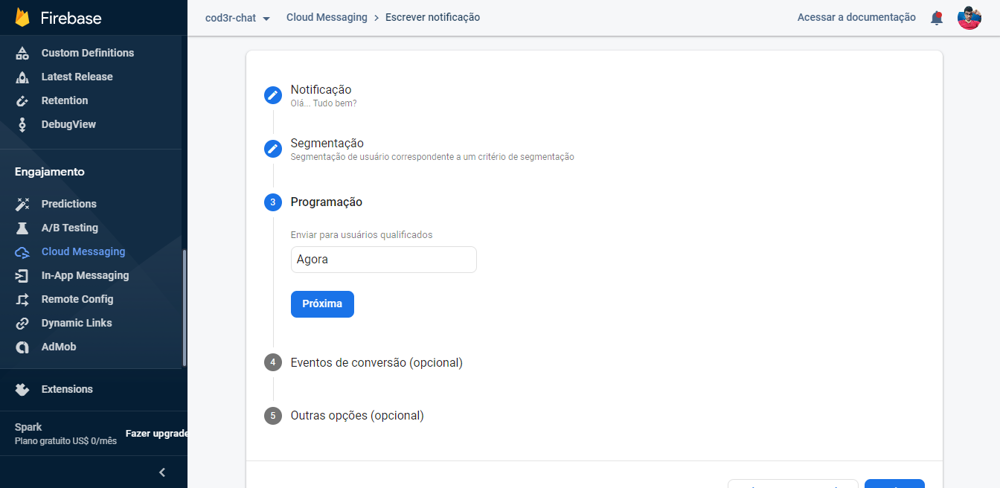 Firebase
cod3r-chat
Cloud Messaging > Escrever notificação
Acessar a documentação
Custom Definitions
Latest Release
Retention
DebugView
Engajamento
Predictions
A/B Testing
Cloud Messaging
In-App Messaging
Remote Config
Dynamic Links
AdMob
Extensions
Spark
Plano gratuito US$ 0/mês
Fazer upgrade
Notificação
Olá... Tudo bem?
Segmentação
Segmentação de usuário correspondente a um critério de segmentação
3 Programação
Enviar para usuários qualificados
Agora
Próxima
4 Eventos de conversão (opcional)
5 Outras opções (opcional)